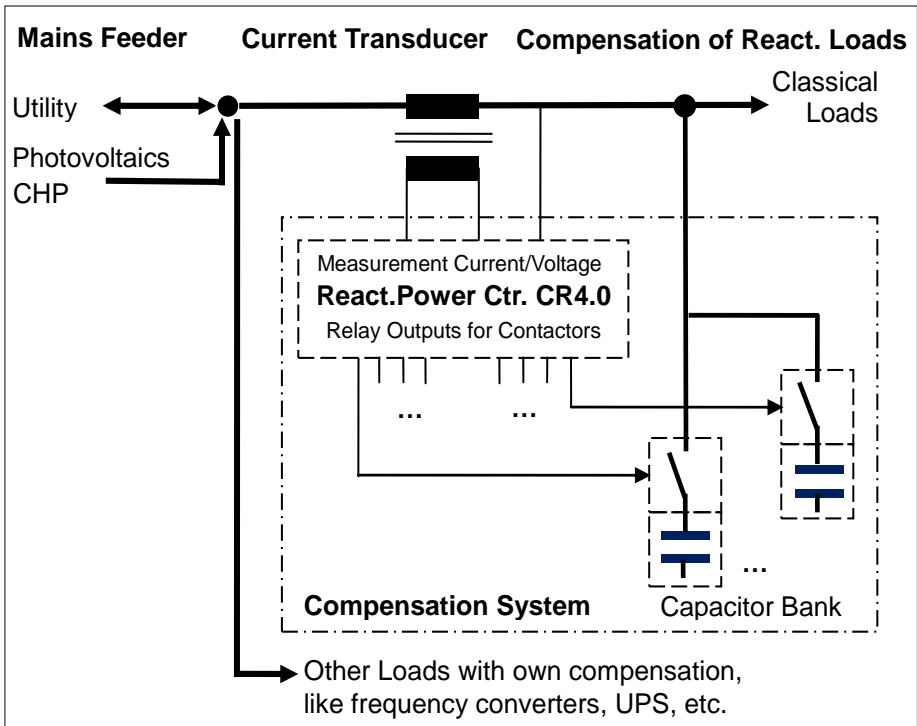 Mains Feeder
Current Transducer
Compensation of React. Loads
Utility
Classical
Loads
Photovoltaics
CHP
Measurement Current/Voltage
React.Power Ctr. CR4.0
Relay Outputs for Contactors
...
...
...
Compensation System
Capacitor Bank
Other Loads with own compensation,
like frequency converters, UPS, etc.